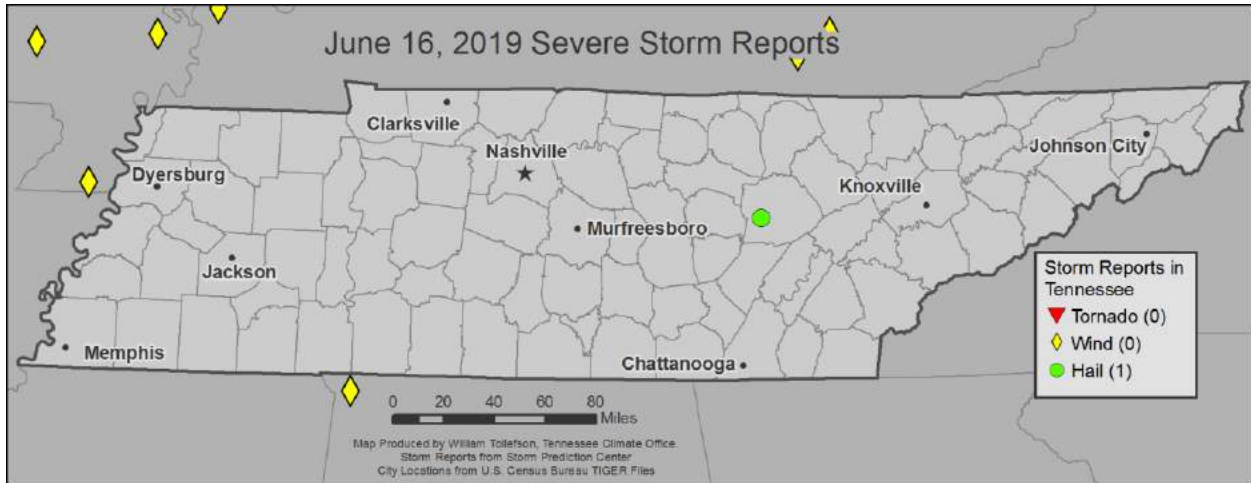 June 16, 2019 Severe Storm Reports
Clarksville
Nashville
Johnson City
Dyersburg
Knoxville
Murfreesboro
Jackson
Memphis
Chattanooga
Storm Reports in
Tennessee
Tornado (0)
Wind (0)
Hail (1)
0 20 40 60 80
Miles
Map Produced by William Tollefson, Tennessee Climate Office.
Storm Reports from Storm Prediction Center
City Locations from U.S. Census Bureau TIGER Files